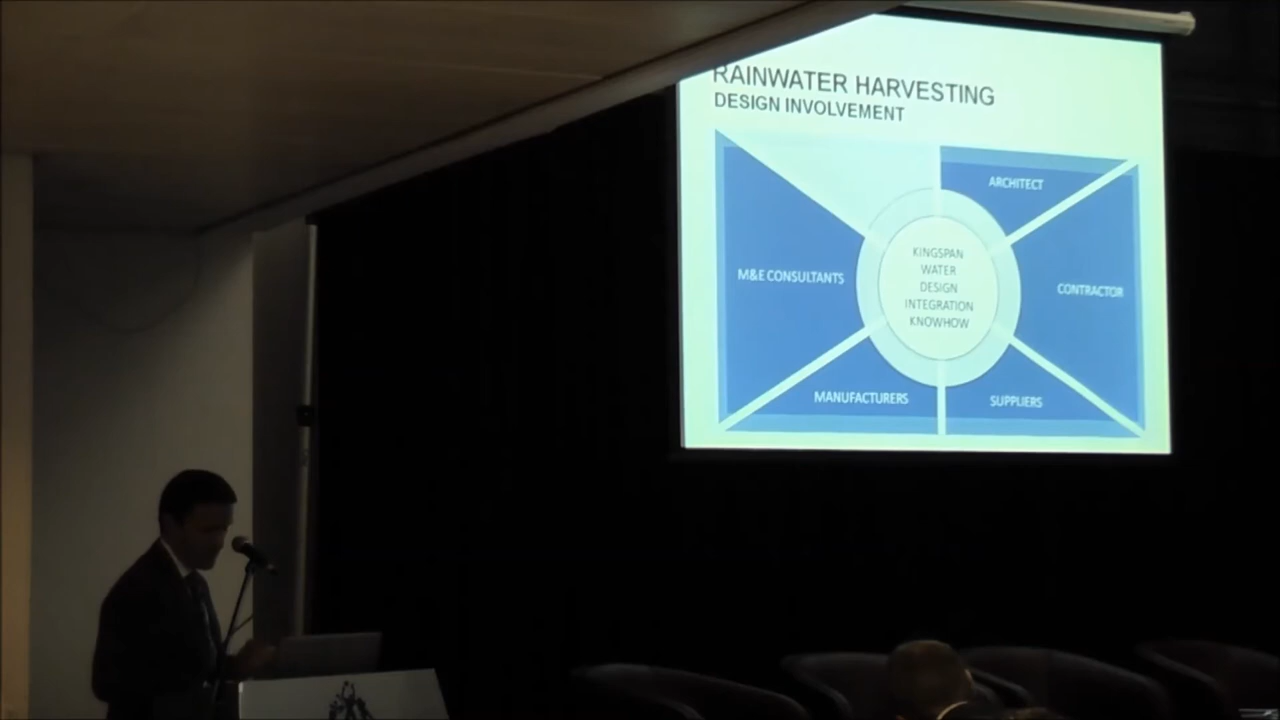 RAINWATER HARVESTING
DESIGN INVOLVEMENT
ARCHITECT
M&E CONSULTANTS
KINGSPAN
WATER
DESIGN
INTEGRATION
KNOWHOW
CONTRACTOR
MANUFACTURERS
SUPPLIERS